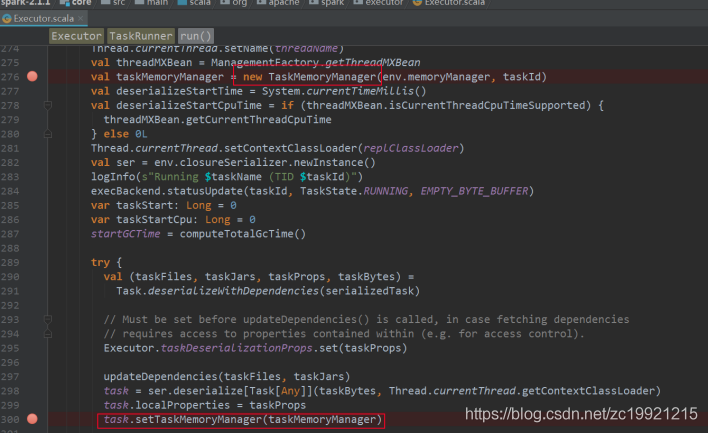 spark-2.1.1 core src main scala org apache spark executor Executor.scala
Executor.scala
Executor TaskRunner run()
274 Thread.currentThread.setName(threadName)
275 val threadMXBean = ManagementFactory.getThreadMXBean
276 val taskMemoryManager = new TaskMemoryManager(env.memoryManager, taskId)
277 val deserializeStartTime = System.currentTimeMillis()
278 val deserializeStartCpuTime = if (threadMXBean.isCurrentThreadCpuTimeSupported) {
279 threadMXBean.getCurrentThreadCpuTime
280 } else 0L
281 Thread.currentThread.setContextClassLoader(replClassLoader)
282 val ser = env.closureSerializer.newInstance()
283 logInfo(s"Running $taskName (TID $taskId)")
284 execBackend.statusUpdate(taskId, TaskState.RUNNING, EMPTY_BYTE_BUFFER)
285 var taskStart: Long = 0
286 var taskStartCpu: Long = 0
287 startGCTime = computeTotalGcTime()
288
289 try {
290 val (taskFiles, taskJars, taskProps, taskBytes) =
291 Task.deserializeWithDependencies(serializedTask)
292
293 // Must be set before updateDependencies() is called, in case fetching dependencies
294 // requires access to properties contained within (e.g. for access control).
295 Executor.taskDeserializationProps.set(taskProps)
296
297 updateDependencies(taskFiles, taskJars)
298 task = ser.deserialize[Task[Any]](taskBytes, Thread.currentThread.getContextClassLoader)
299 task.localProperties = taskProps
300 task.setTaskMemoryManager(taskMemoryManager)
https://blog.csdn.net/zc19921215